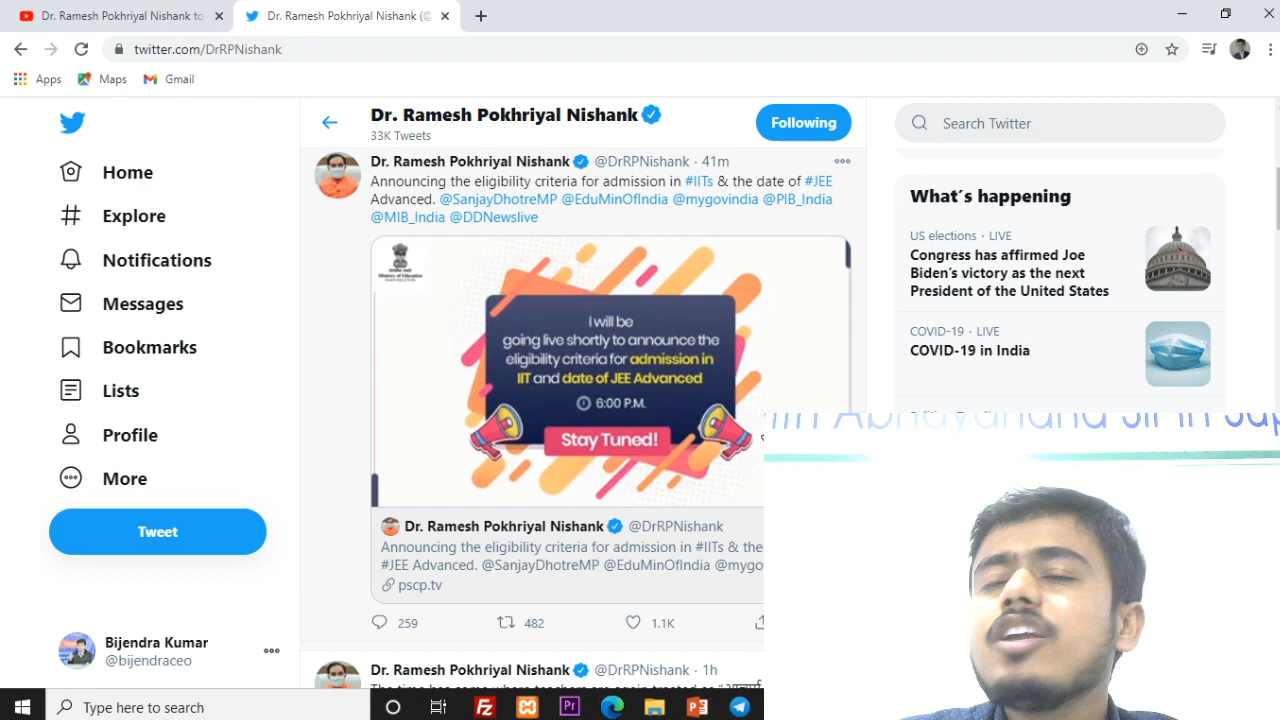 Dr. Ramesh Pokhriyal Nishank to
Dr. Ramesh Pokhriyal Nishank (@
twitter.com/DrRPNishank
Apps
Maps
Gmail
Home
Explore
Notifications
Messages
Bookmarks
Lists
Profile
More
Tweet
Bijendra Kumar
@bijendraceo
Dr. Ramesh Pokhriyal Nishank
33K Tweets
Following
Dr. Ramesh Pokhriyal Nishank @DrRPNishank · 41m
Announcing the eligibility criteria for admission in #IITs & the date of #JEE
Advanced. @SanjayDhotreMP @EduMinOfIndia @mygovindia @PIB_India
@MIB_India @DDNewslive
Ministry of Education
I will be
going live shortly to announce the
eligibility criteria for admission in
IIT and date of JEE Advanced
6:00 P.M.
Stay Tuned!
Dr. Ramesh Pokhriyal Nishank @DrRPNishank
Announcing the eligibility criteria for admission in #IITs & the
#JEE Advanced. @SanjayDhotreMP @EduMinOfIndia @mygo
pscp.tv
259
482
1.1K
Dr. Ramesh Pokhriyal Nishank @DrRPNishank · 1h
Search Twitter
What's happening
US elections · LIVE
Congress has affirmed Joe
Biden's victory as the next
President of the United States
COVID-19 · LIVE
COVID-19 in India
Abhayanand Sir in
Type here to search